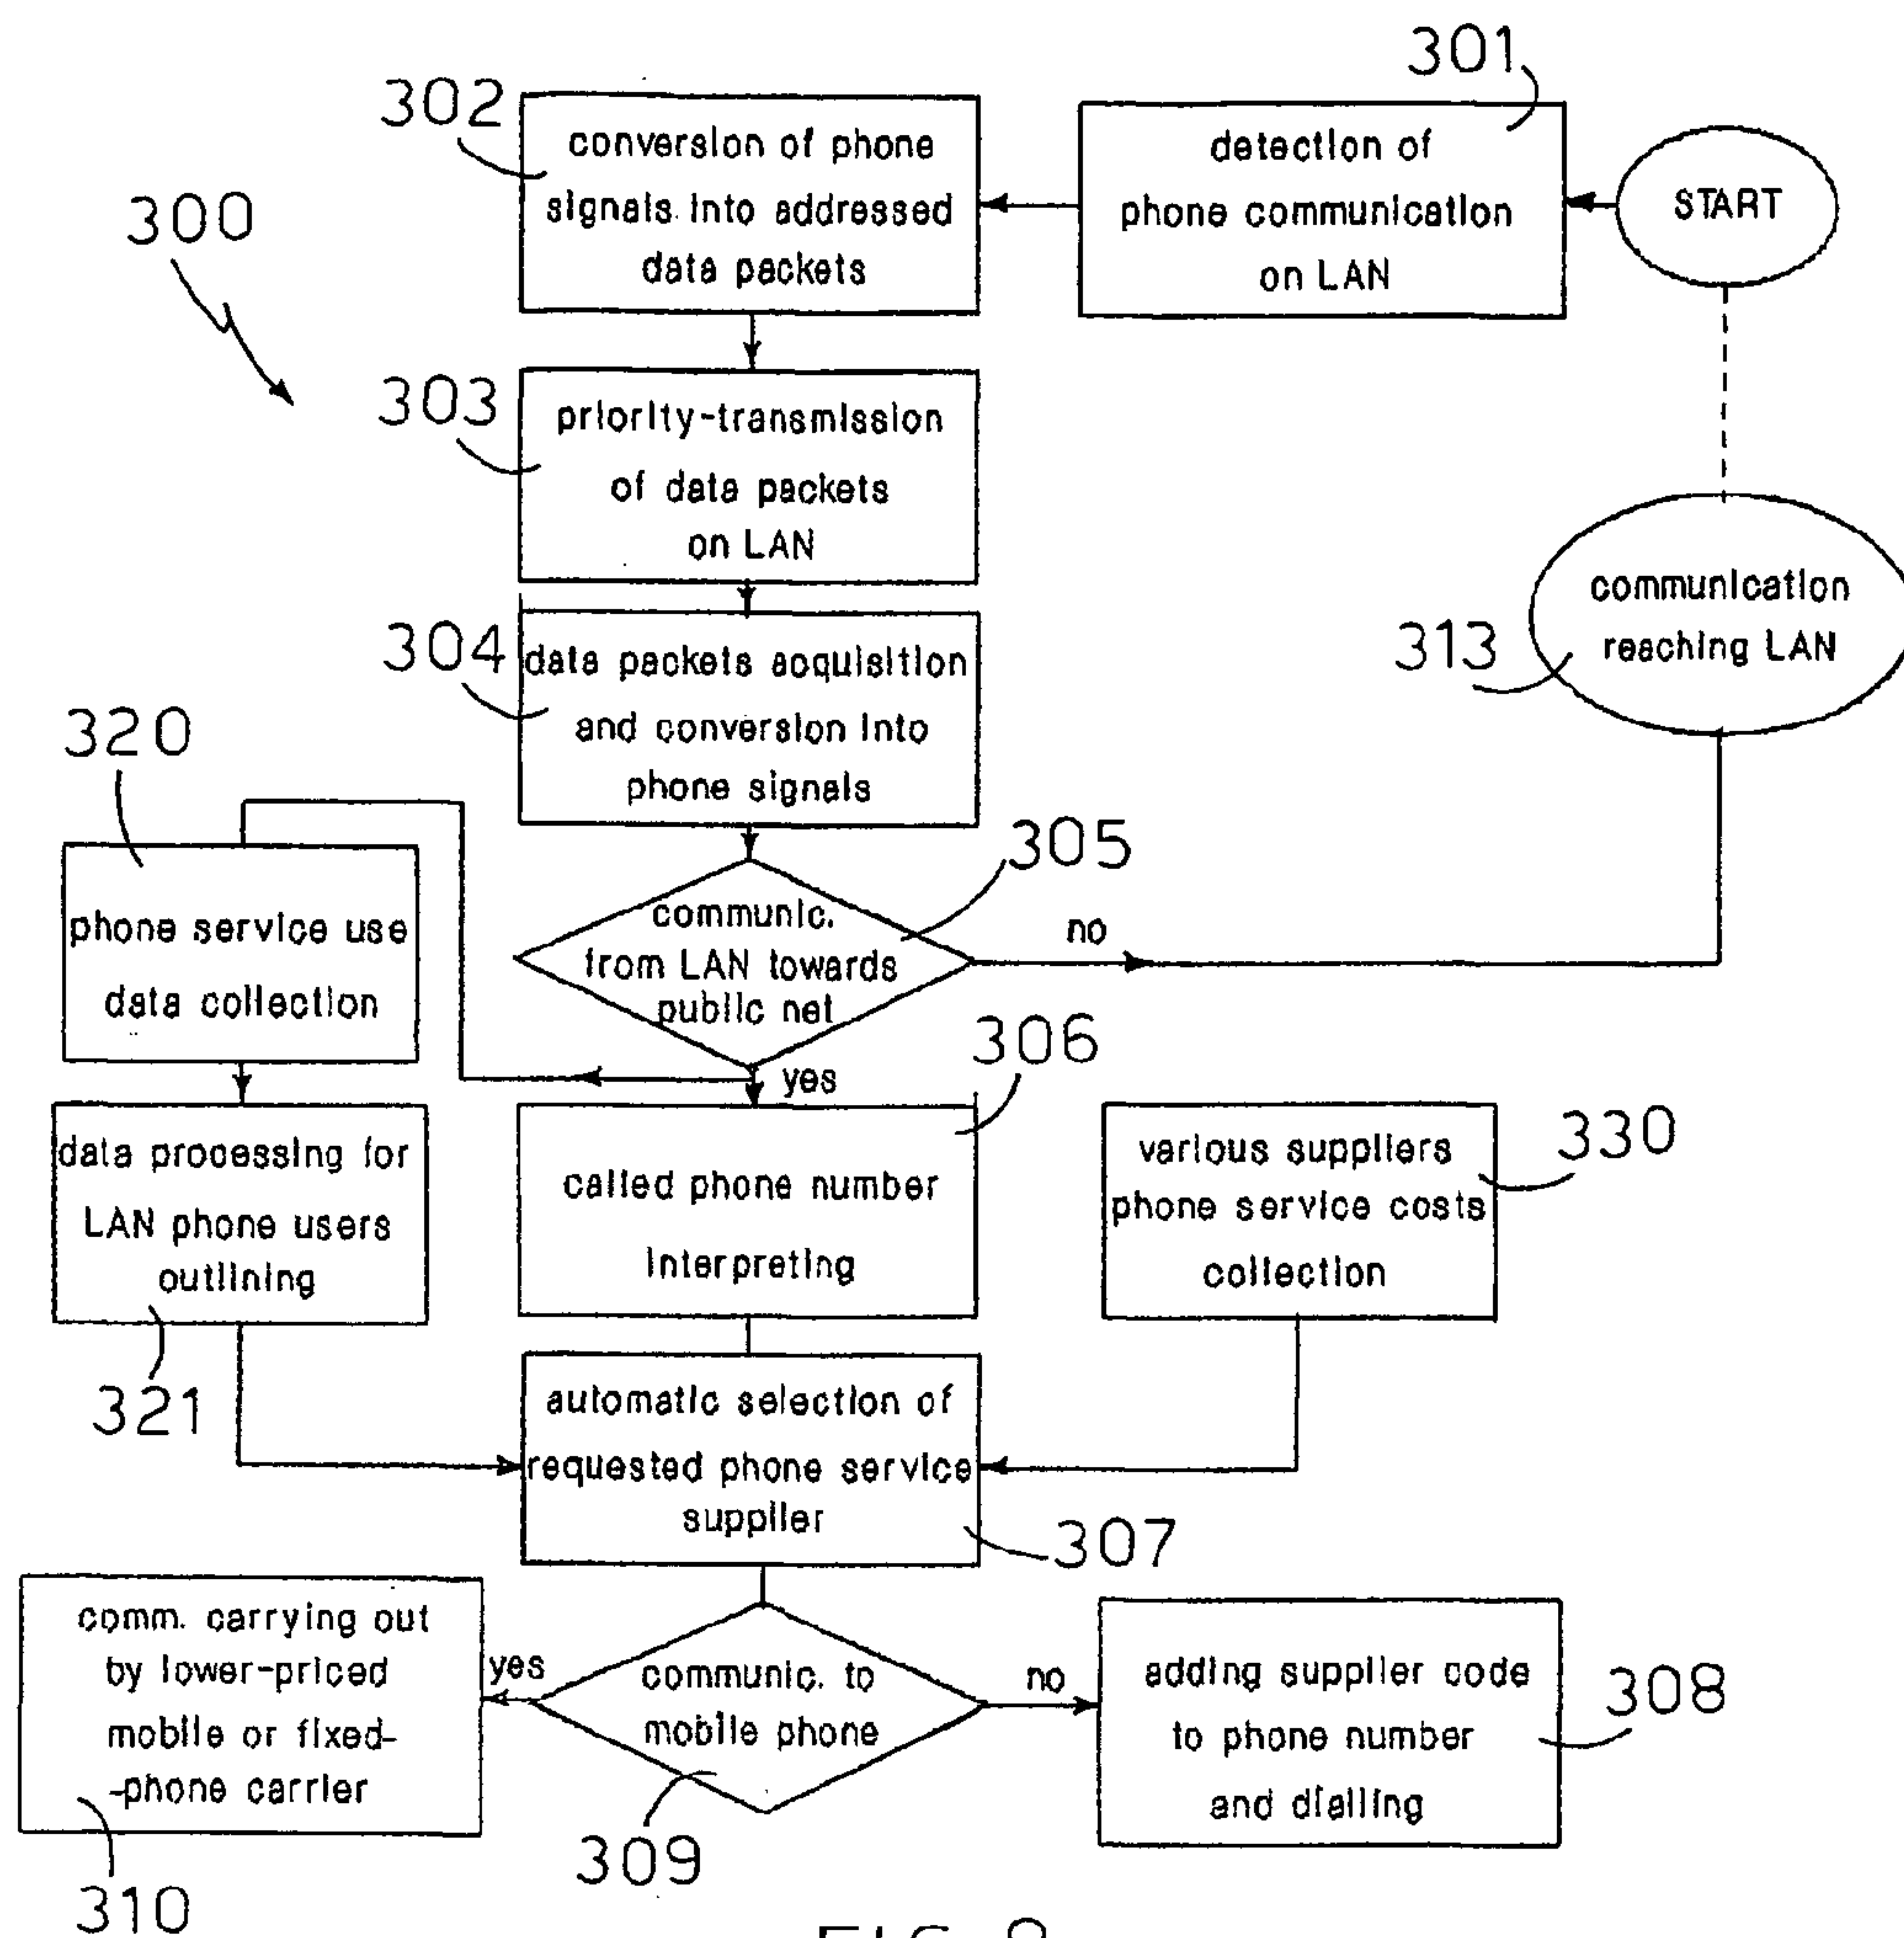 301
302
conversion of phone
signals into addressed
data packets
detection of
phone communication
on LAN
START
300
303
priority-transmission
of data packets
on LAN
304
data packets acquisition
and conversion into
phone signals
communication
reaching LAN
313
320
phone service use
data collection
305
communic.
from LAN towards
public net
no
yes
306
data processing for
LAN phone users
outlining
321
called phone number
interpreting
various suppliers
phone service costs
collection
330
automatic selection of
requested phone service
supplier
307
comm. carrying out
by lower-priced
mobile or fixed-
-phone carrier
310
yes
communic. to
mobile phone
309
no
adding supplier code
to phone number
and dialling
308